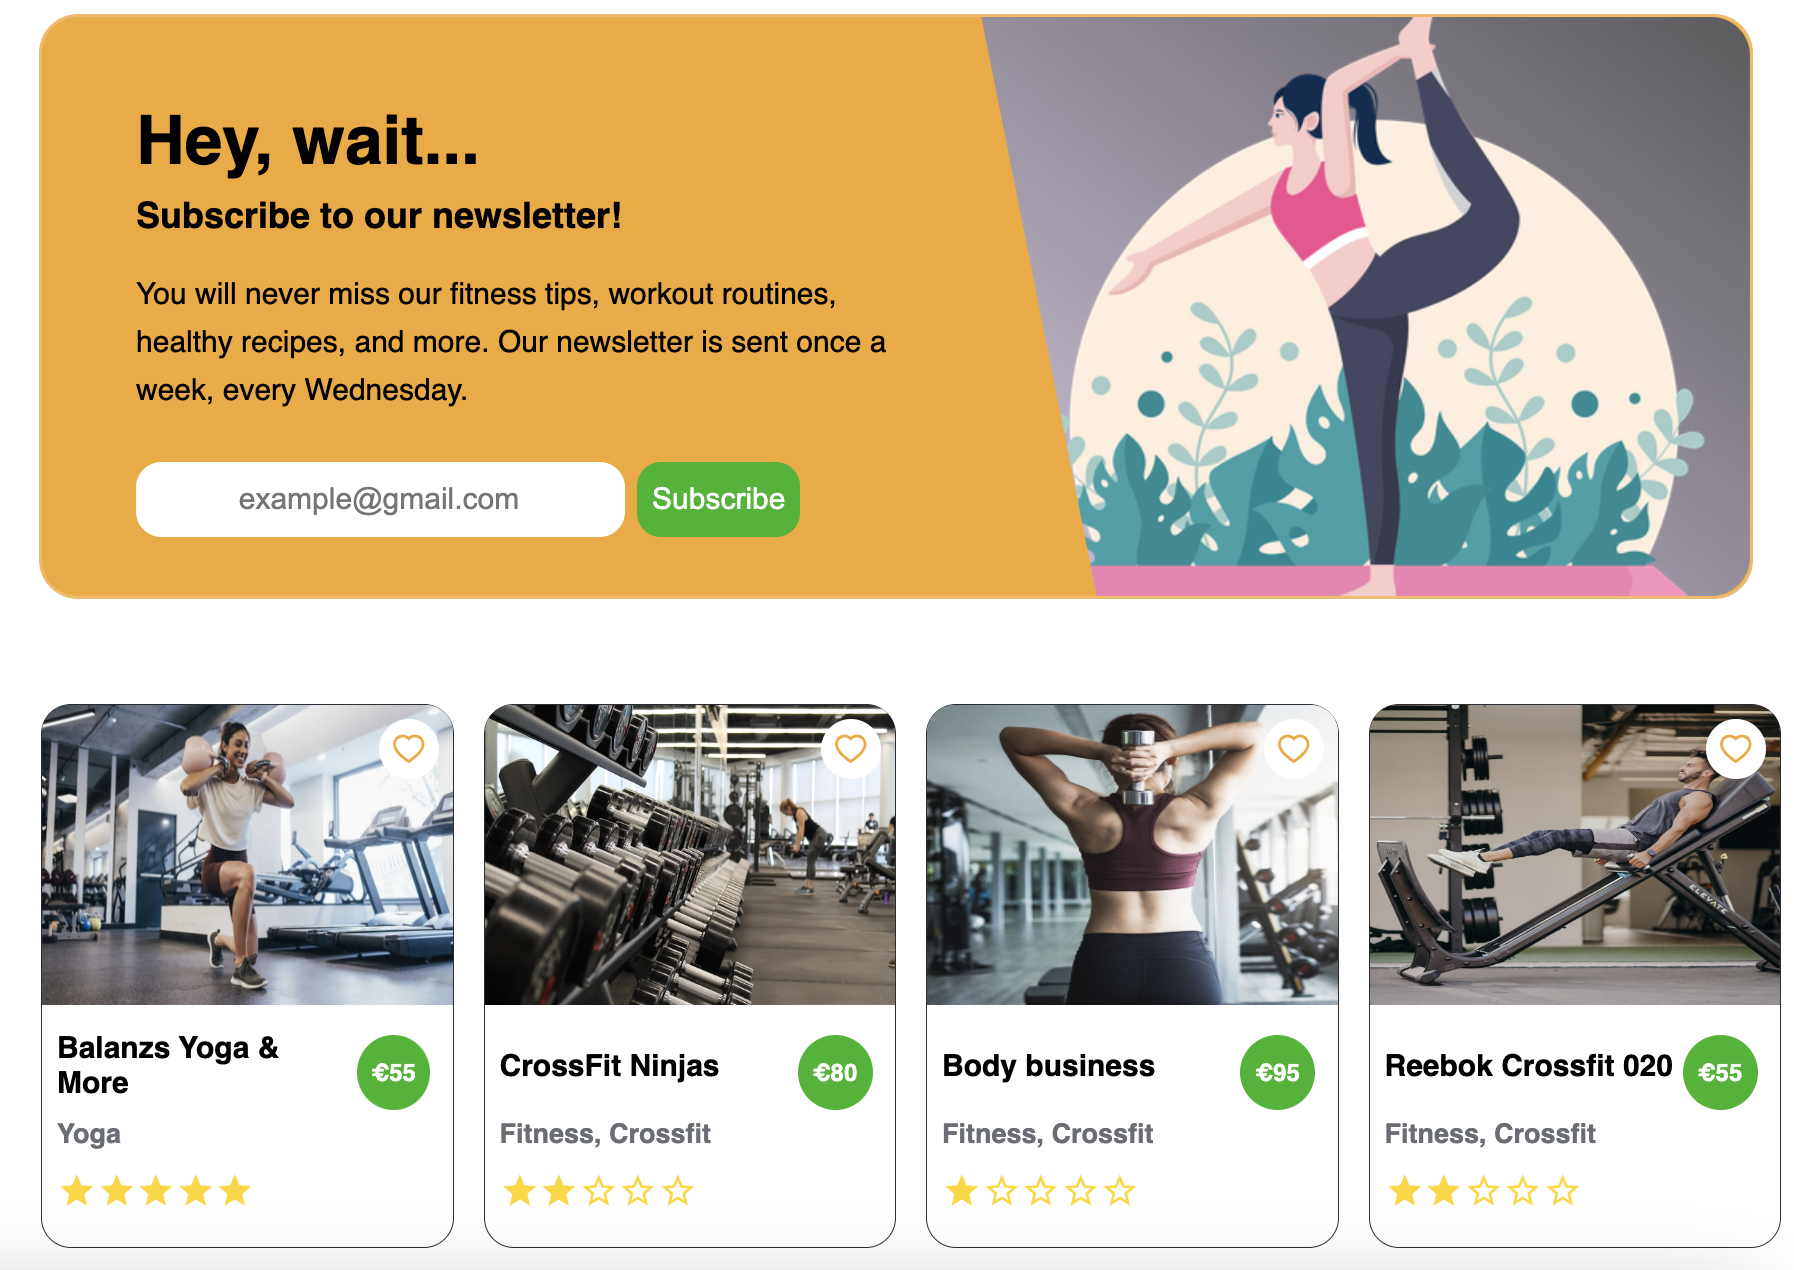 Hey, wait...
Subscribe to our newsletter!
You will never miss our fitness tips, workout routines,
healthy recipes, and more. Our newsletter is sent once a
week, every Wednesday.
example@gmail.com
Subscribe
ELEVATE
Balanzs Yoga &
More
€55
Yoga
CrossFit Ninjas
€80
Fitness, Crossfit
Body business
€95
Fitness, Crossfit
Reebok Crossfit 020
€55
Fitness, Crossfit